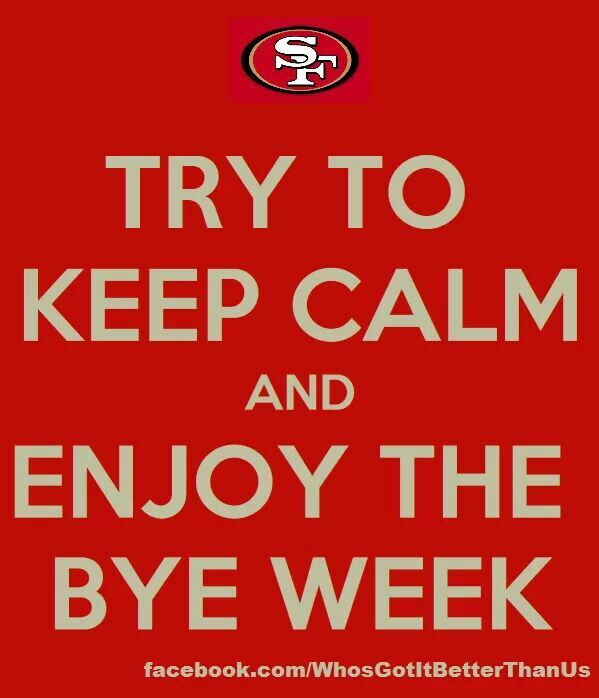 SF
TRY TO
KEEP CALM
AND
ENJOY THE
BYE WEEK
facebook.com/WhosGotItBetterThanUs